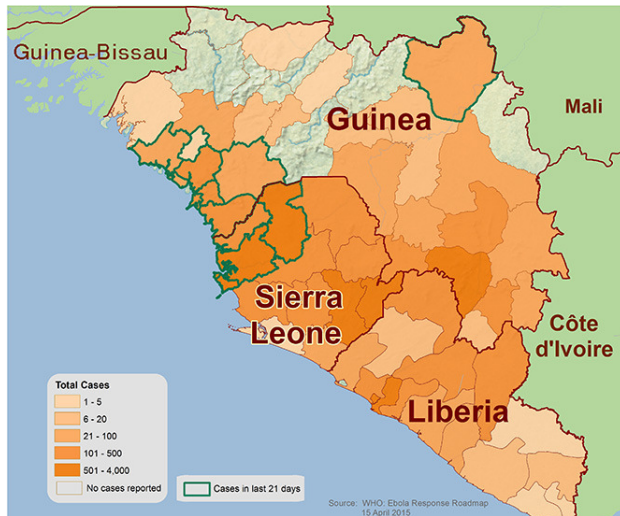 Guinea-Bissau
Guinea
Mali
Sierra
Leone
Côte
d'Ivoire
Liberia
Total Cases
1 - 5
6 - 20
21 - 100
101 - 500
501 - 4,000
No cases reported
Cases in last 21 days
Source: WHO: Ebola Response Roadmap
15 April 2015